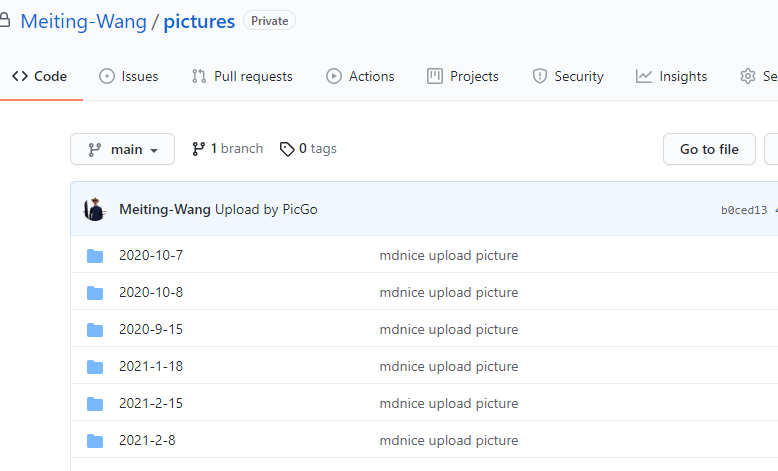 Meiting-Wang / pictures Private
Code Issues Pull requests Actions Projects Security Insights
main 1 branch 0 tags Go to file
Meiting-Wang Upload by PicGo b0ced13
2020-10-7 mdnice upload picture
2020-10-8 mdnice upload picture
2020-9-15 mdnice upload picture
2021-1-18 mdnice upload picture
2021-2-15 mdnice upload picture
2021-2-8 mdnice upload picture